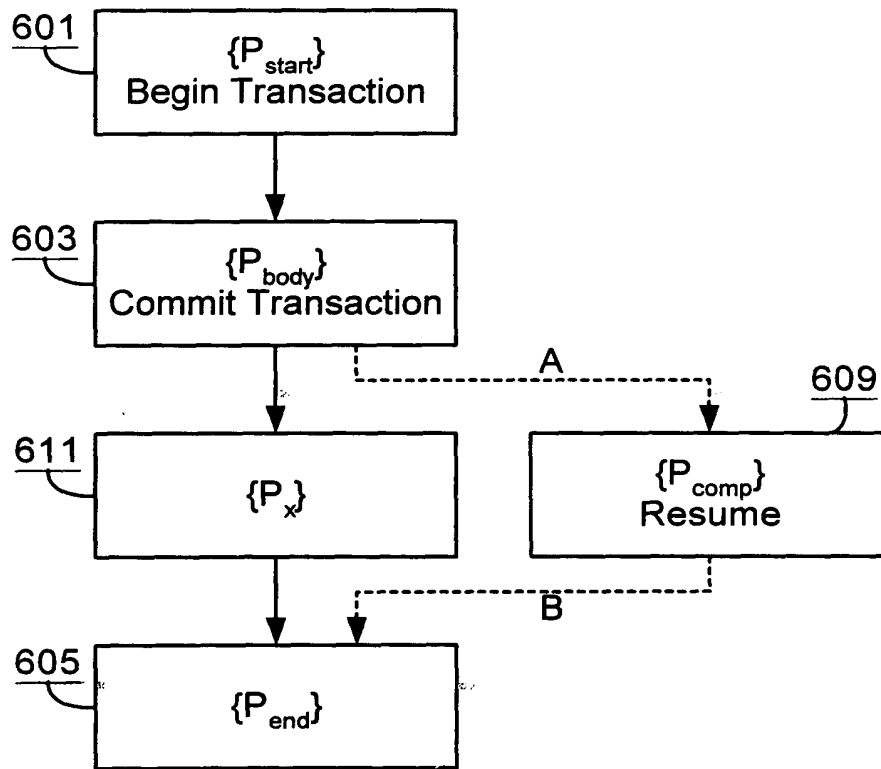 601
{P_start}
Begin Transaction
603
{P_body}
Commit Transaction
A
609
611
{P_x}
{P_comp}
Resume
B
605
{P_end}